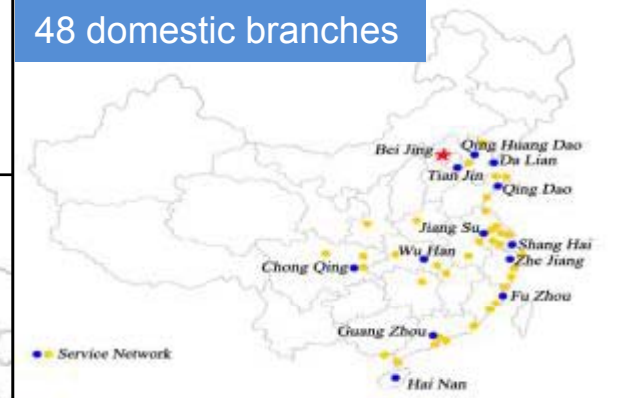 48 domestic branches
Bei Jing
Qing Huang Dao
Da Lian
Tian Jin
Qing Dao
Jiang Su
Shang Hai
Wu Han
Zhe Jiang
Chong Qing
Fu Zhou
Guang Zhou
Service Network
Hai Nan